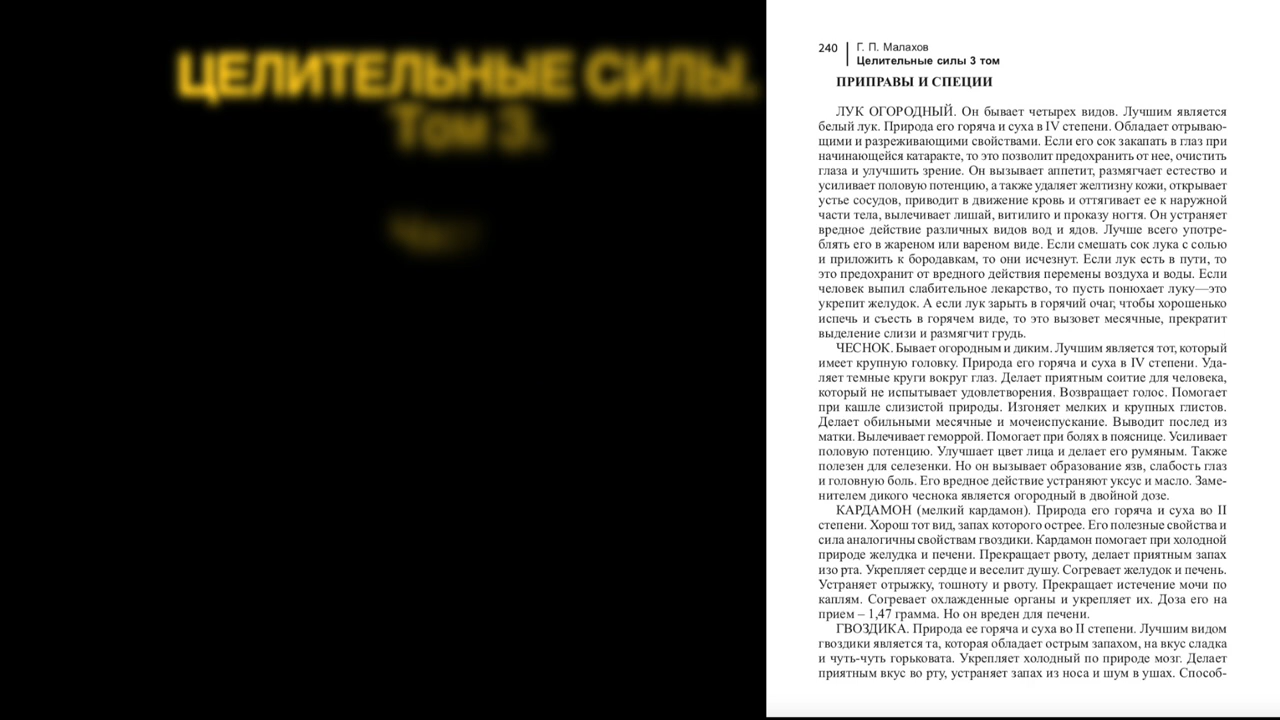 ЦЕЛИТЕЛЬНЫЕ СИЛЫ.
Том 3.
240
Г. П. Малахов
Целительные силы 3 том
ПРИПРАВЫ И СПЕЦИИ
ЛУК ОГОРОДНЫЙ. Он бывает четырех видов. Лучшим является
белый лук. Природа его горяча и суха в IV степени. Обладает отрываю-
щими и разреживающими свойствами. Если его сок закапать в глаз при
начинающейся катаракте, то это позволит предохранить от нее, очистить
глаза и улучшить зрение. Он вызывает аппетит, размягчает естество и
усиливает половую потенцию, а также удаляет желтизну кожи, открывает
устье сосудов, приводит в движение кровь и оттягивает ее к наружной
части тела, вылечивает лишай, витилиго и проказу ногтя. Он устраняет
вредное действие различных видов вод и ядов. Лучше всего употре-
блять его в жареном или вареном виде. Если смешать сок лука с солью
и приложить к бородавкам, то они исчезнут. Если лук есть в пути, то
это предохранит от вредного действия перемены воздуха и воды. Если
человек выпил слабительное лекарство, то пусть понюхает луку—это
укрепит желудок. А если лук зарыть в горячий очаг, чтобы хорошенько
испечь и съесть в горячем виде, то это вызовет месячные, прекратит
выделение слизи и размягчит грудь.
ЧЕСНОК. Бывает огородным и диким. Лучшим является тот, который
имеет крупную головку. Природа его горяча и суха в IV степени. Уда-
ляет темные круги вокруг глаз. Делает приятным соитие для человека,
который не испытывает удовлетворения. Возвращает голос. Помогает
при кашле слизистой природы. Изгоняет мелких и крупных глистов.
Делает обильными месячные и мочеиспускание. Выводит послед из
матки. Вылечивает геморрой. Помогает при болях в пояснице. Усиливает
половую потенцию. Улучшает цвет лица и делает его румяным. Также
полезен для селезенки. Но он вызывает образование язв, слабость глаз
и головную боль. Его вредное действие устраняют уксус и масло. Заме-
нителем дикого чеснока является огородный в двойной дозе.
КАРДАМОН (мелкий кардамон). Природа его горяча и суха во II
степени. Хорош тот вид, запах которого острее. Его полезные свойства и
сила аналогичны свойствам гвоздики. Кардамон помогает при холодной
природе желудка и печени. Прекращает рвоту, делает приятным запах
изо рта. Укрепляет сердце и веселит душу. Согревает желудок и печень.
Устраняет отрыжку, тошноту и рвоту. Прекращает истечение мочи по
каплям. Согревает охлажденные органы и укрепляет их. Доза его на
прием – 1,47 грамма. Но он вреден для печени.
ГВОЗДИКА. Природа ее горяча и суха во II степени. Лучшим видом
гвоздики является та, которая обладает острым запахом, на вкус сладка
и чуть-чуть горьковата. Укрепляет холодный по природе мозг. Делает
приятным вкус во рту, устраняет запах из носа и шум в ушах. Способ-